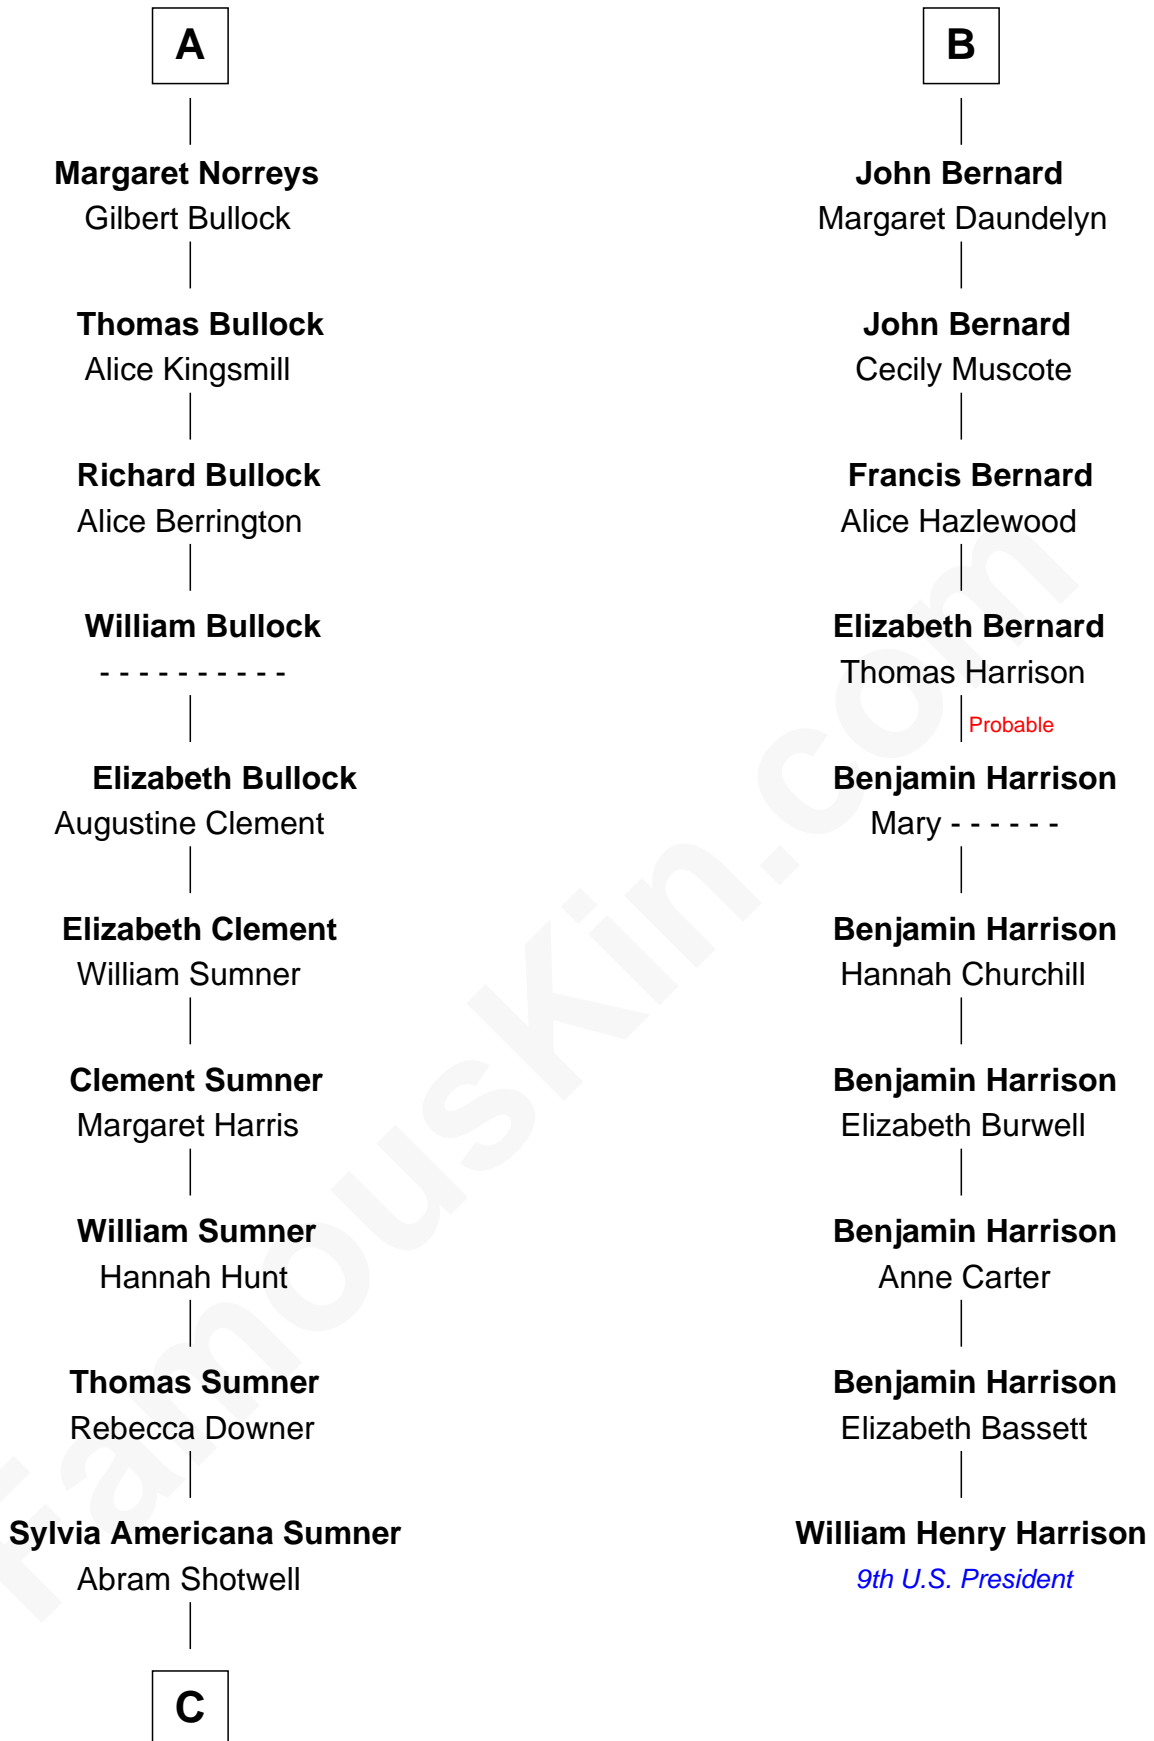 A
Margaret Norreys
Gilbert Bullock
Thomas Bullock
Alice Kingsmill
Richard Bullock
Alice Berrington
William Bullock
- - - - - - - - - -
Elizabeth Bullock
Augustine Clement
Elizabeth Clement
William Sumner
Clement Sumner
Margaret Harris
William Sumner
Hannah Hunt
Thomas Sumner
Rebecca Downer
Sylvia Americana Sumner
Abram Shotwell
C
B
John Bernard
Margaret Daundelyn
John Bernard
Cecily Muscote
Francis Bernard
Alice Hazlewood
Elizabeth Bernard
Thomas Harrison
Probable
Benjamin Harrison
Mary - - - - - -
Benjamin Harrison
Hannah Churchill
Benjamin Harrison
Elizabeth Burwell
Benjamin Harrison
Anne Carter
Benjamin Harrison
Elizabeth Bassett
William Henry Harrison
9th U.S. President
FamousKin.com